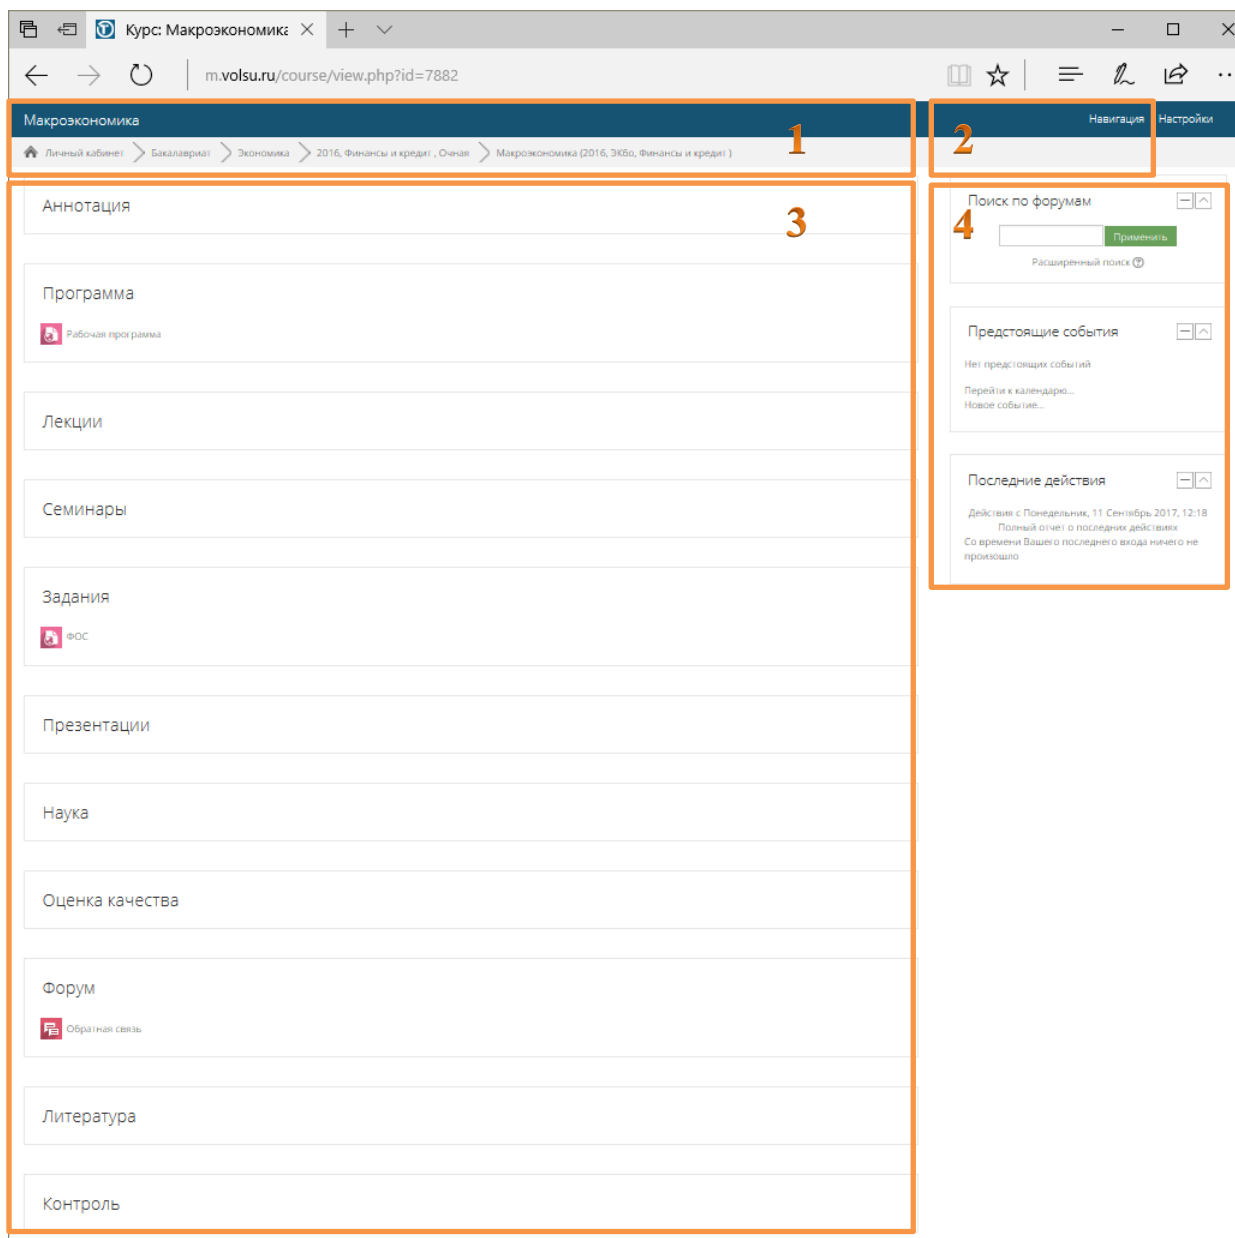 Курс: Макроэкономика
m.volsu.ru/course/view.php?id=7882
Макроэкономика
1
2
Навигация
Настройки
Личный кабинет
Бакалавриат
Экономика
2016, Финансы и кредит , Очная
Макроэкономика (2016, ЭКбо, Финансы и кредит )
3
Аннотация
Программа
Рабочая программа
Лекции
Семинары
Задания
ФОС
Презентации
Наука
Оценка качества
Форум
Обратная связь
Литература
Контроль
4
Поиск по форумам
Применить
Расширенный поиск
Предстоящие события
Нет предстоящих событий
Перейти к календарю...
Новое событие...
Последние действия
Действия с Понедельник, 11 Сентябрь 2017, 12:18
Полный отчет о последних действиях
Со времени Вашего последнего входа ничего не
произошло